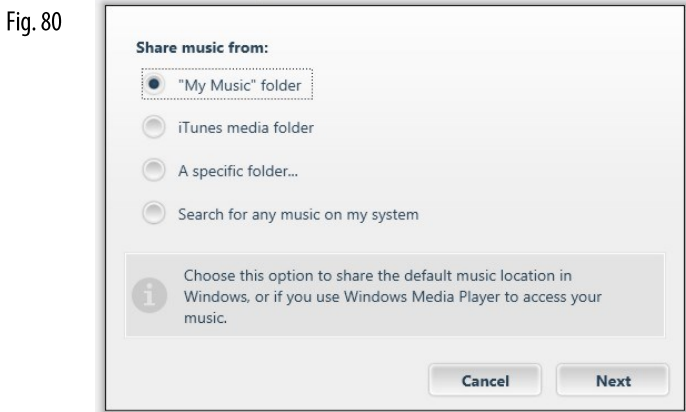 Fig. 80
Share music from:
"My Music" folder
iTunes media folder
A specific folder...
Search for any music on my system
Choose this option to share the default music location in
Windows, or if you use Windows Media Player to access your
music.
Cancel
Next